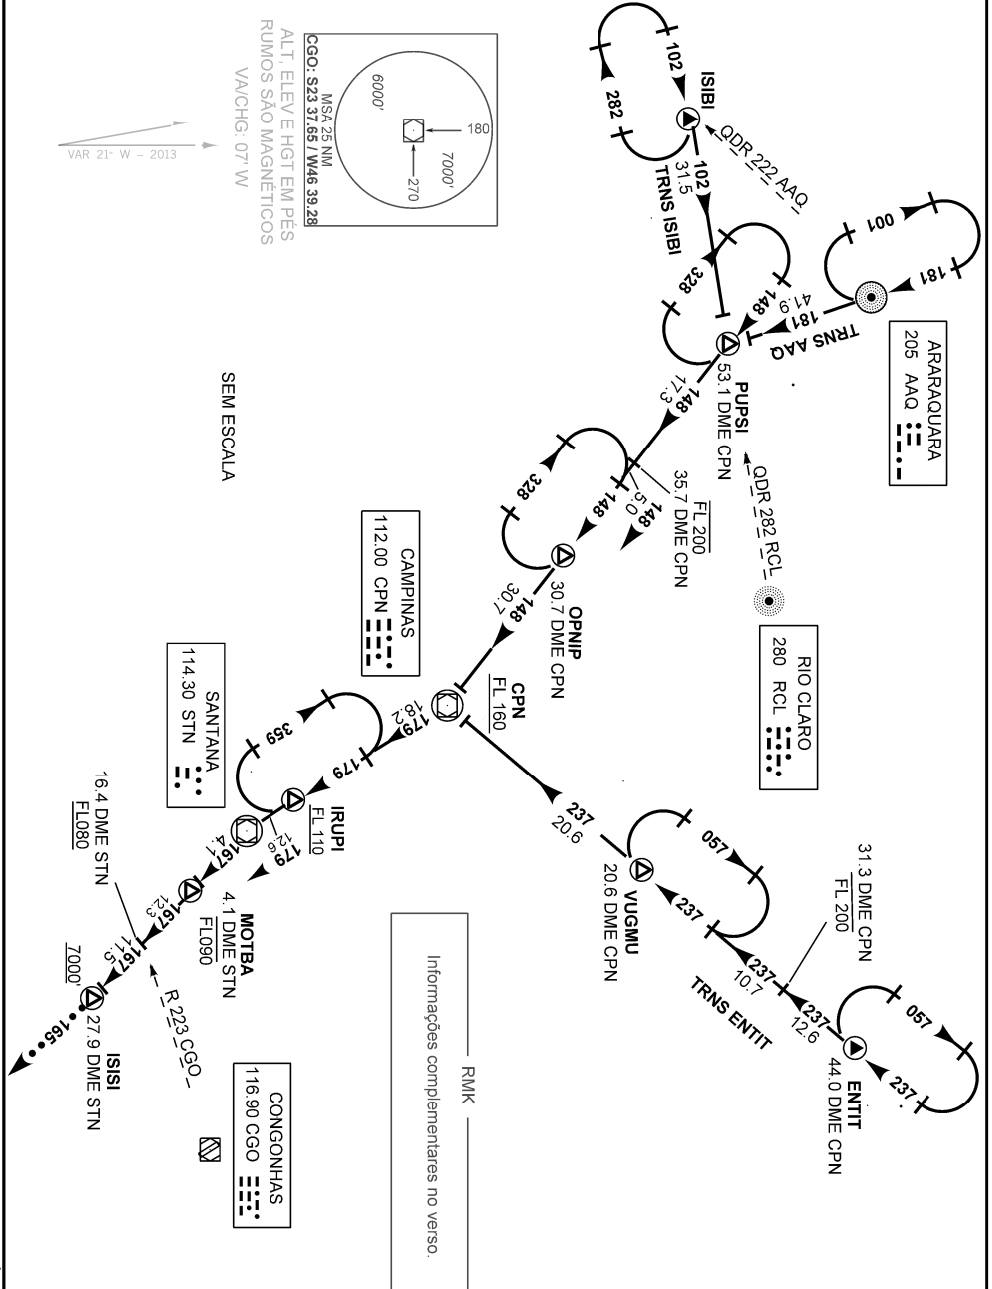 ISIBI
102
282
QDR 222 AAQ
102
31.5
TRNS ISIBI
001
181
181
41.9
TRNS AAQ
ARARAQUARA
205 AAQ
328
148
PUPSI
53.1 DME CPN
148
17.3
QDR 282 RCL
RIO CLARO
280 RCL
FL 200
35.7 DME CPN
148
5.0
328
148
OPNIP
30.7 DME CPN
148
30.7
CAMPINAS
112.00 CPN
CPN
FL 160
237
20.6
057
237
VUGMU
20.6 DME CPN
237
10.7
TRNS ENTIT
31.3 DME CPN
FL 200
237
12.6
057
237
ENTIT
44.0 DME CPN
179
18.2
359
179
IRUPI
FL 110
179
12.6
SANTANA
114.30 STN
167
4.1
MOTBA
4.1 DME STN
FL090
167
12.3
16.4 DME STN
FL080
167
11.5
R 223 CGO
7000'
ISISI
27.9 DME STN
165
CONGONHAS
116.90 CGO
RMK
Informações complementares no verso.
SEM ESCALA
6000'
7000'
180
270
MSA 25 NM
CGO: S23 37.65 / W46 39.28
ALT, ELEV E HGT EM PÉS
RUMOS SÃO MAGNÉTICOS
VA/CHG: 07' W
VAR 21° W - 2013